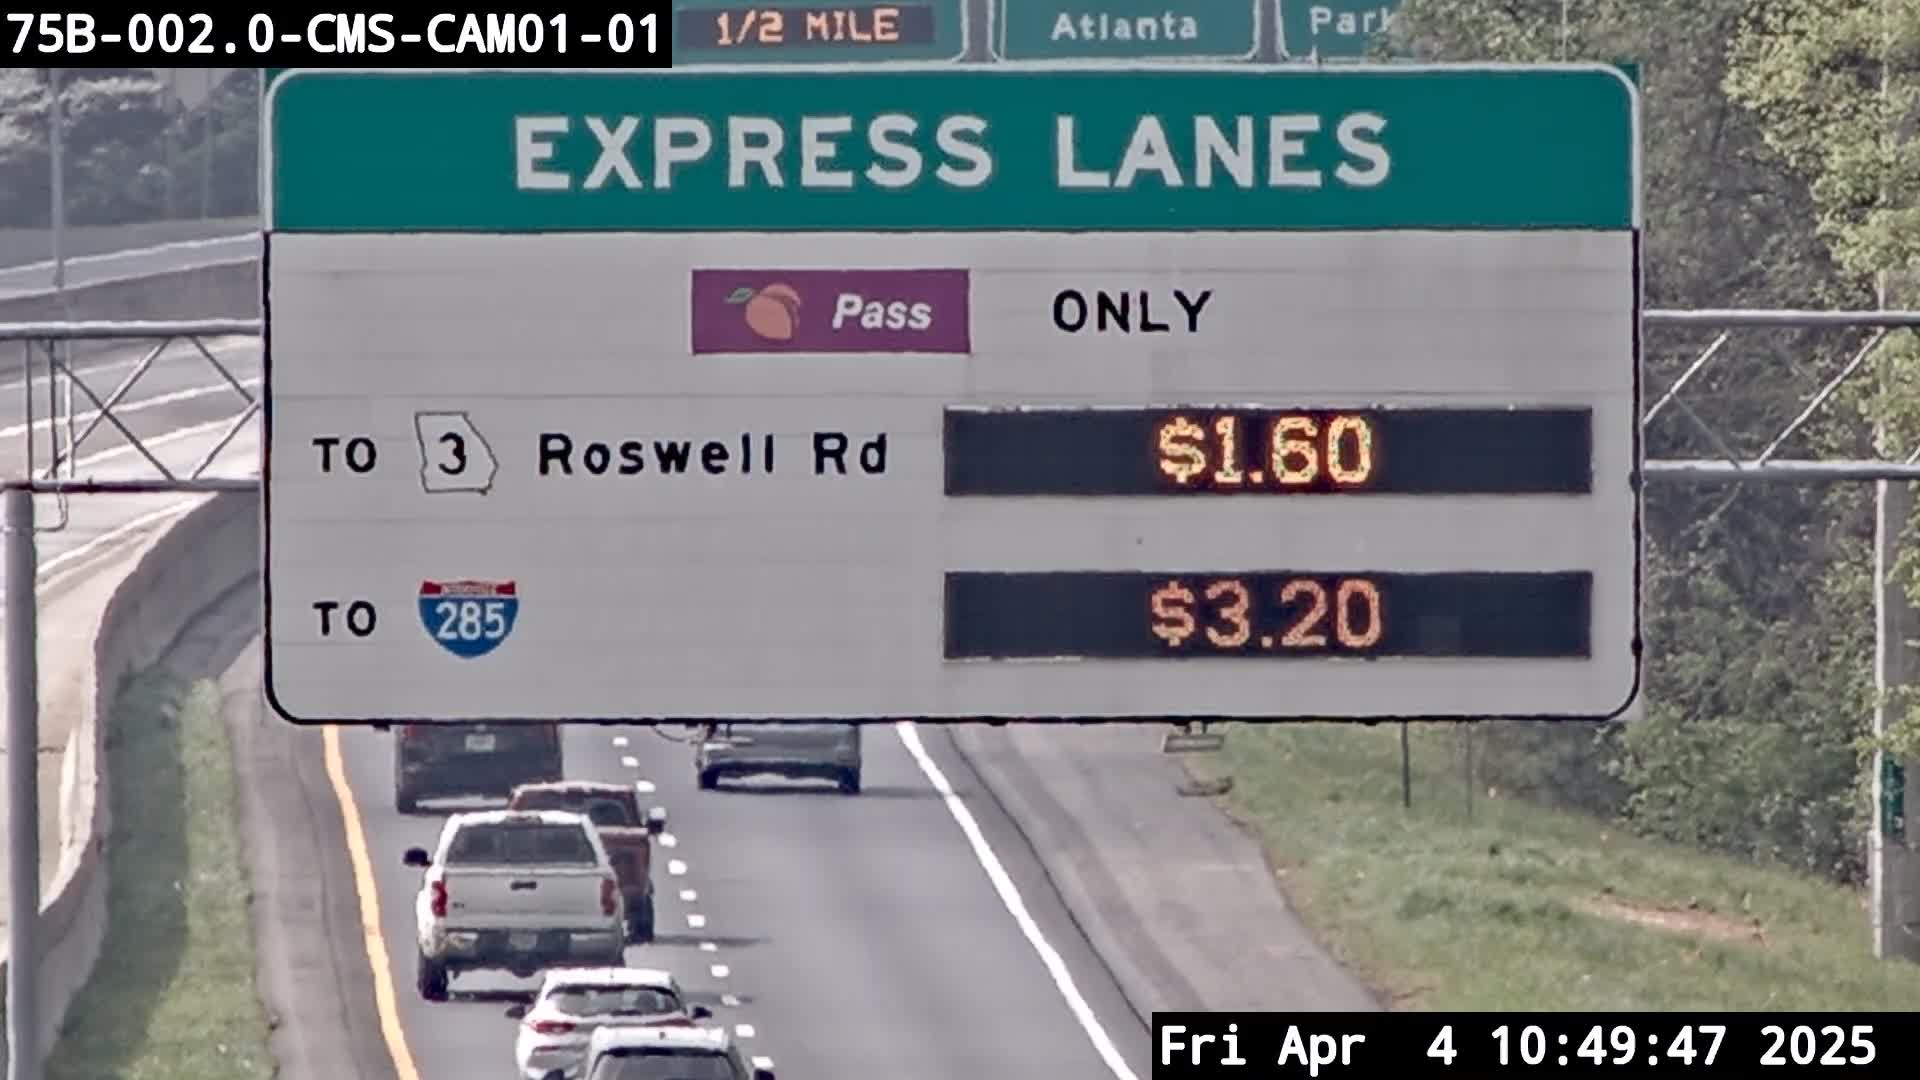 75B-002.0-CMS-CAM01-01
1/2 MILE
Atlanta
EXPRESS LANES
Pass ONLY
TO 3 Roswell Rd $1.60
TO 285 $3.20
Fri Apr 4 10:49:47 2025